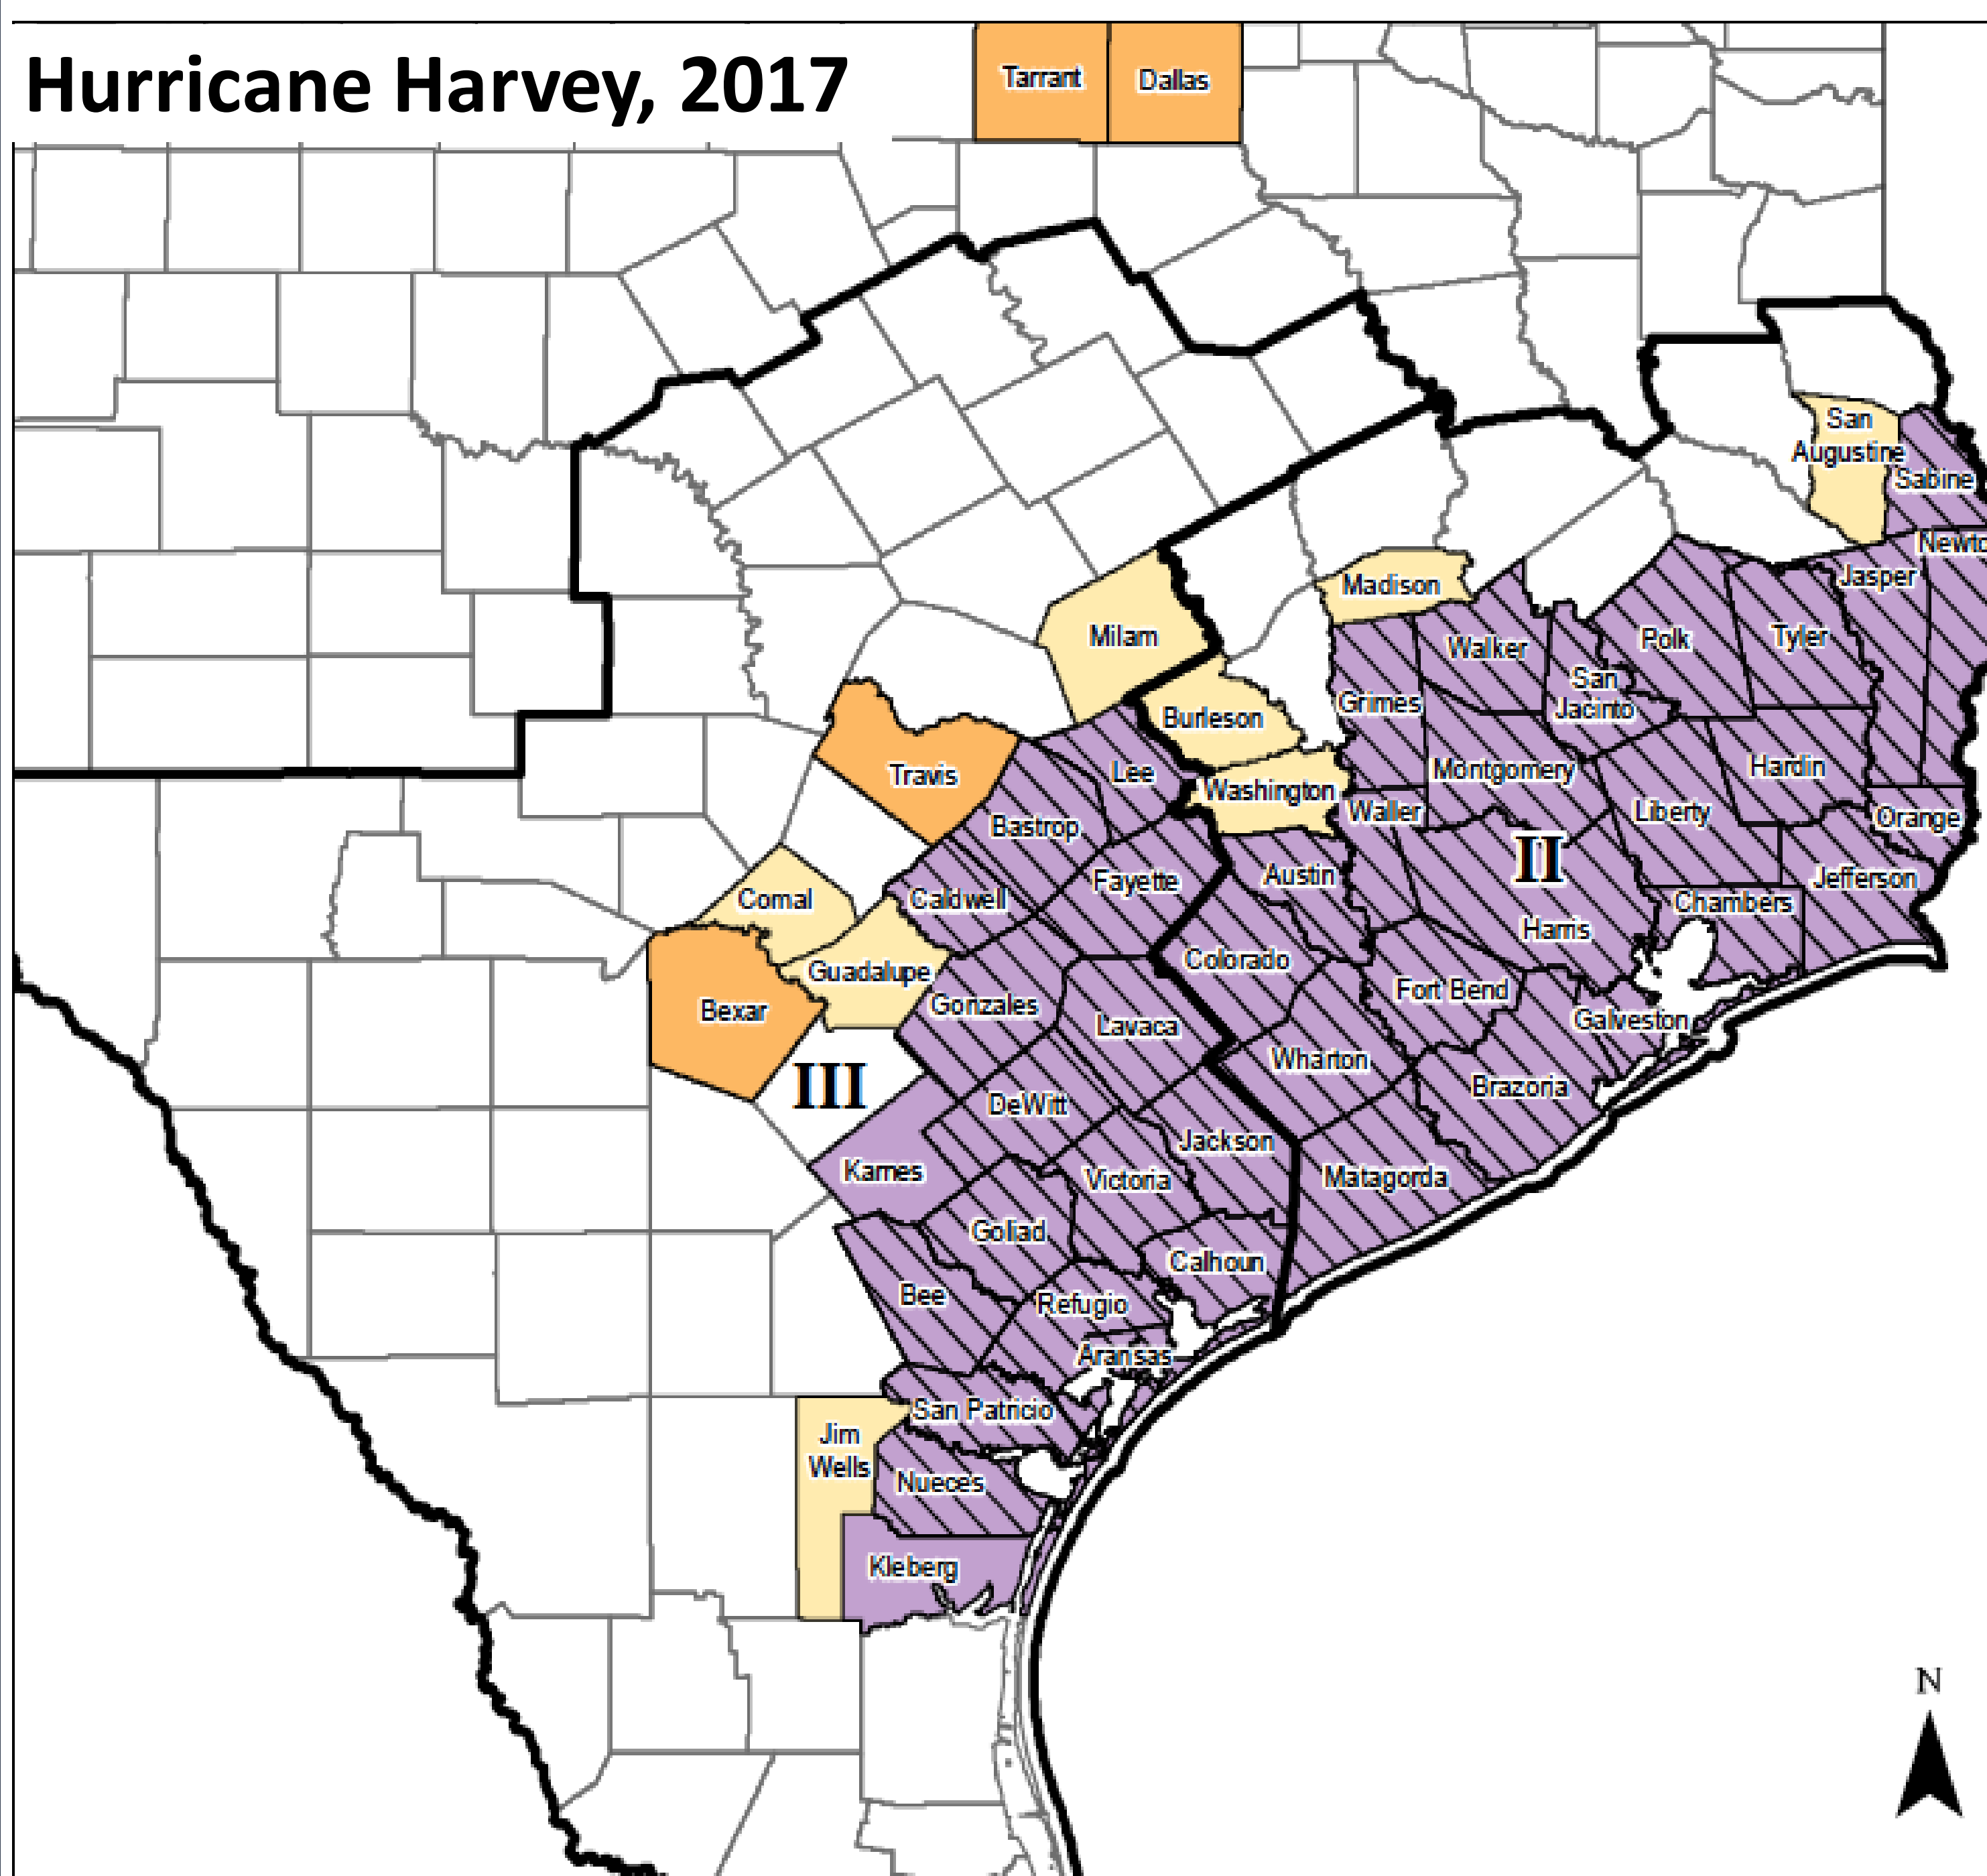 Hurricane Harvey, 2017
Tarrant
Dallas
San
Augustine
Sabine
Newto
Jasper
Madison
Milam
Walker
Polk
Tyler
San
Jacinto
Grimes
Burleson
Travis
Lee
Washington
Montgomery
Hardin
Waller
Liberty
Orange
Bastrop
II
Austin
Jefferson
Fayette
Comal
Caldwell
Chambers
Harris
Colorado
Guadalupe
Fort Bend
Bexar
Gonzales
Lavaca
Galveston
Wharton
III
Brazoria
DeWitt
Jackson
Karnes
Victoria
Matagorda
Goliad
Calhoun
Bee
Refugio
Aransas
San Patricio
Jim
Wells
Nueces
Kleberg
N